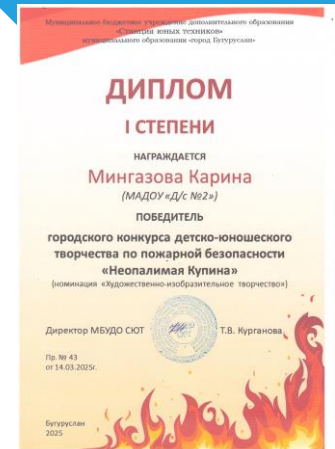 Муниципальное бюджетное учреждение дополнительного образования
«Станция юных техников»
муниципального образования «город Бугуруслан»
ДИПЛОМ
I СТЕПЕНИ
НАГРАЖДАЕТСЯ
Мингазова Карина
(МАДОУ «Д/с №2»)
ПОБЕДИТЕЛЬ
городского конкурса детско-юношеского
творчества по пожарной безопасности
«Неопалимая Купина»
(номинация «Художественно-изобразительное творчество»)
Директор МБУДО СЮТ Т.В. Курганова
Пр. № 43
от 14.03.2025г.
Бугуруслан
2025